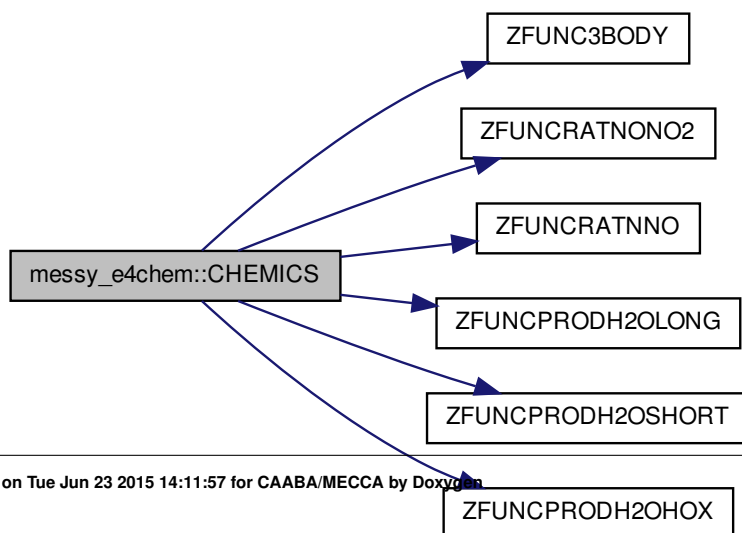 ZFUNC3BODY
ZFUNCRATNONO2
ZFUNCRATNNO
messy_e4chem::CHEMICS
ZFUNCPRODH2OLONG
ZFUNCPRODH2OSHORT
on Tue Jun 23 2015 14:11:57 for CAABA/MECCA by Doxygen
ZFUNCPRODH2OHOX